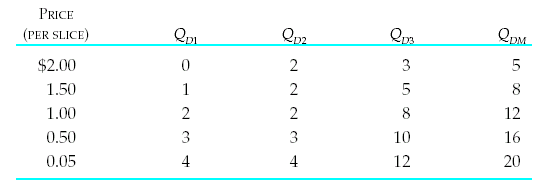 PRICE
(PER SLICE) QD1 QD2 QD3 QDM
$2.00 0 2 3 5
1.50 1 2 5 8
1.00 2 2 8 12
0.50 3 3 10 16
0.05 4 4 12 20